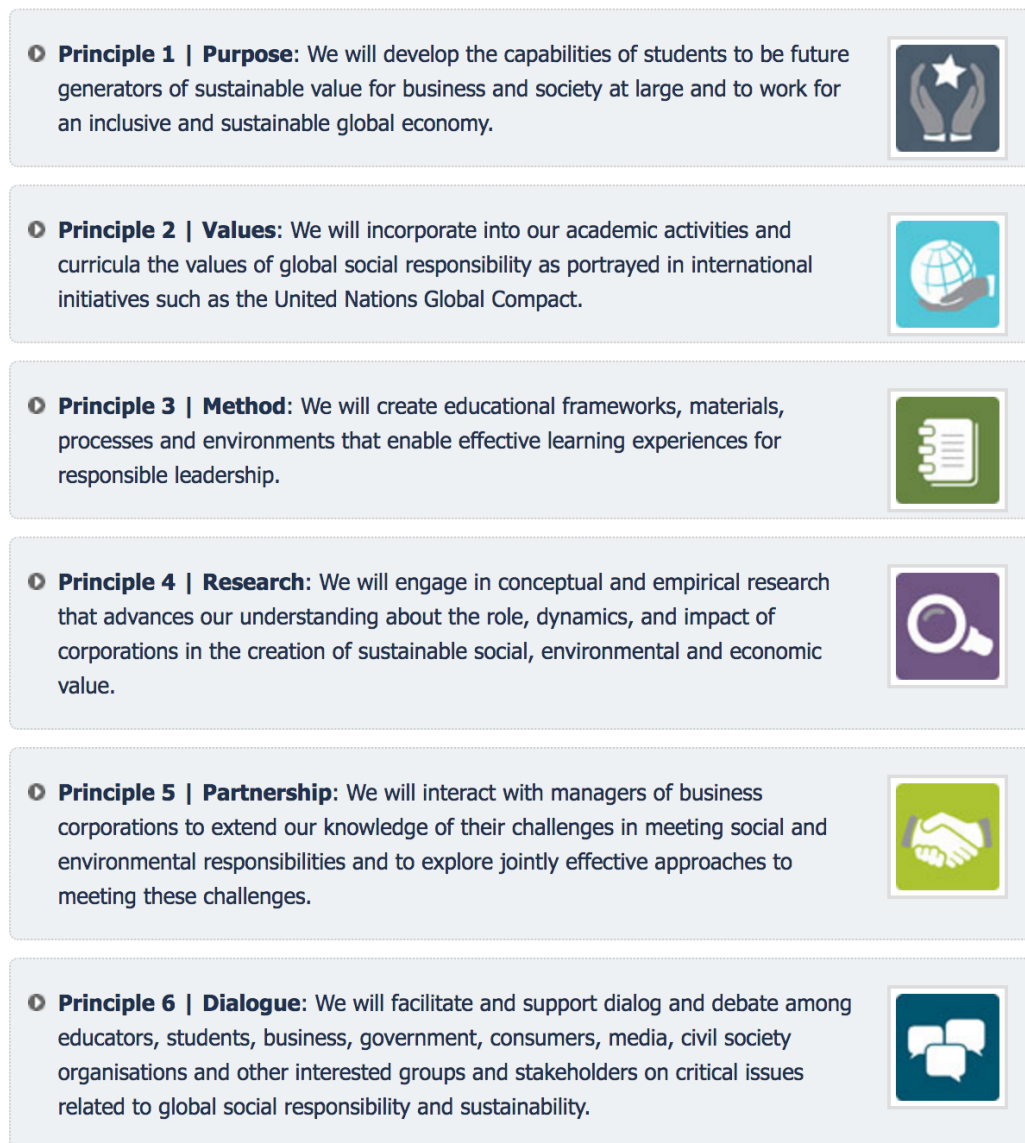 Principle 1 | Purpose: We will develop the capabilities of students to be future
generators of sustainable value for business and society at large and to work for
an inclusive and sustainable global economy.
Principle 2 | Values: We will incorporate into our academic activities and
curricula the values of global social responsibility as portrayed in international
initiatives such as the United Nations Global Compact.
Principle 3 | Method: We will create educational frameworks, materials,
processes and environments that enable effective learning experiences for
responsible leadership.
Principle 4 | Research: We will engage in conceptual and empirical research
that advances our understanding about the role, dynamics, and impact of
corporations in the creation of sustainable social, environmental and economic
value.
Principle 5 | Partnership: We will interact with managers of business
corporations to extend our knowledge of their challenges in meeting social and
environmental responsibilities and to explore jointly effective approaches to
meeting these challenges.
Principle 6 | Dialogue: We will facilitate and support dialog and debate among
educators, students, business, government, consumers, media, civil society
organisations and other interested groups and stakeholders on critical issues
related to global social responsibility and sustainability.